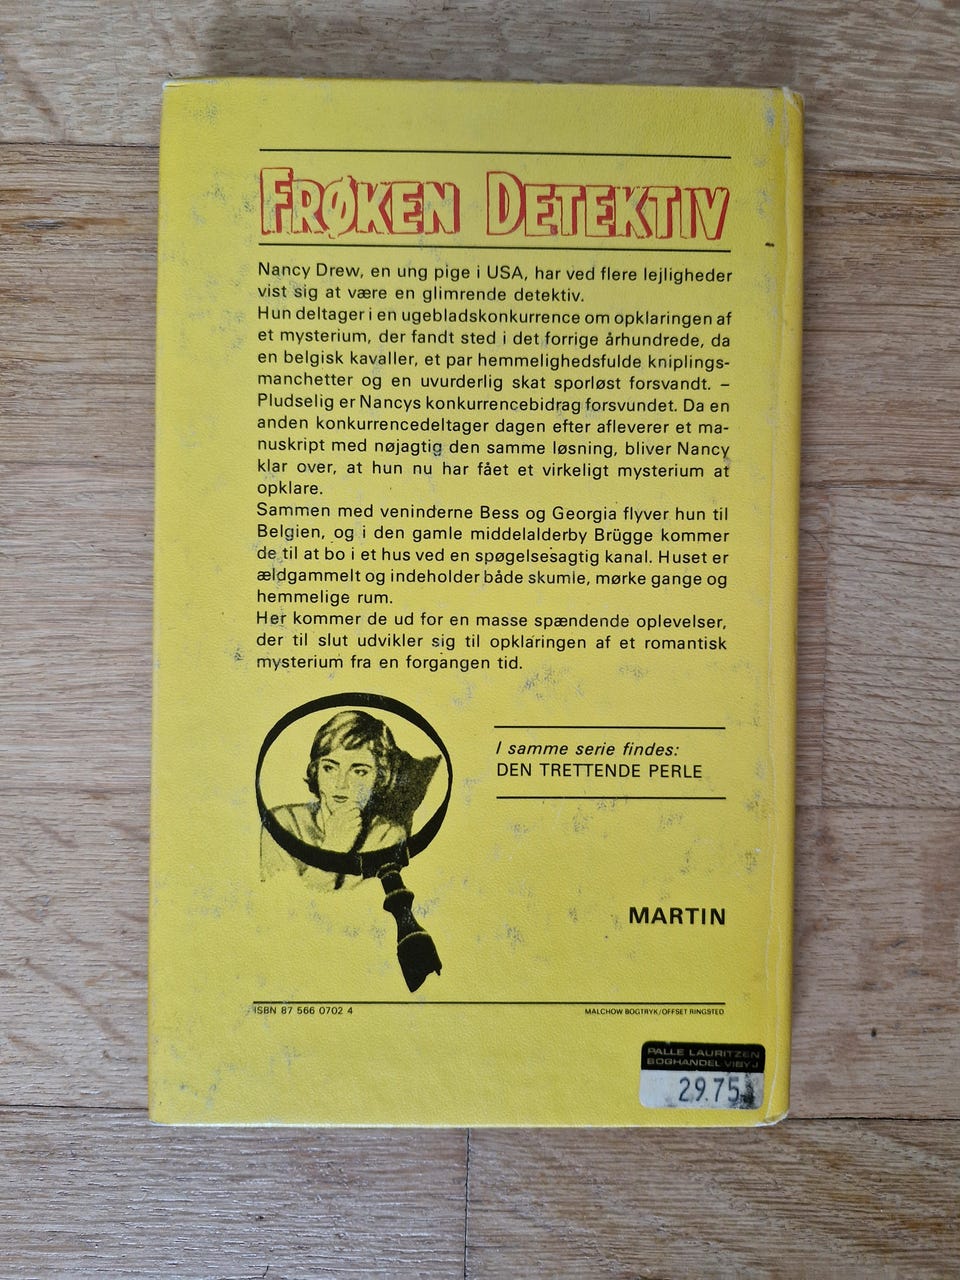 FRØKEN DETEKTIV
Nancy Drew, en ung pige i USA, har ved flere lejligheder
vist sig at være en glimrende detektiv.
Hun deltager i en ugebladskonkurrence om opklaringen af
et mysterium, der fandt sted i det forrige århundrede, da
en belgisk kavaller, et par hemmelighedsfulde kniplings-
manchetter og en uvurderlig skat sporløst forsvandt. –
Pludselig er Nancys konkurrencebidrag forsvundet. Da en
anden konkurrencedeltager dagen efter afleverer et ma-
nuskript med nøjagtig den samme løsning, bliver Nancy
klar over, at hun nu har fået et virkeligt mysterium at
opklare.
Sammen med veninderne Bess og Georgia flyver hun til
Belgien, og i den gamle middelalderby Brügge kommer
de til at bo i et hus ved en spøgelsesagtig kanal. Huset er
ældgammelt og indeholder både skumle, mørke gange og
hemmelige rum.
Her kommer de ud for en masse spændende oplevelser,
der til slut udvikler sig til opklaringen af et romantisk
mysterium fra en forgangen tid.
I samme serie findes:
DEN TRETTENDE PERLE
MARTIN
ISBN 87 566 0702 4
MALCHOW BOGTRYK/OFFSET RINGSTED
PALLE LAURITZEN
BOGHANDEL VIBY J
29.75